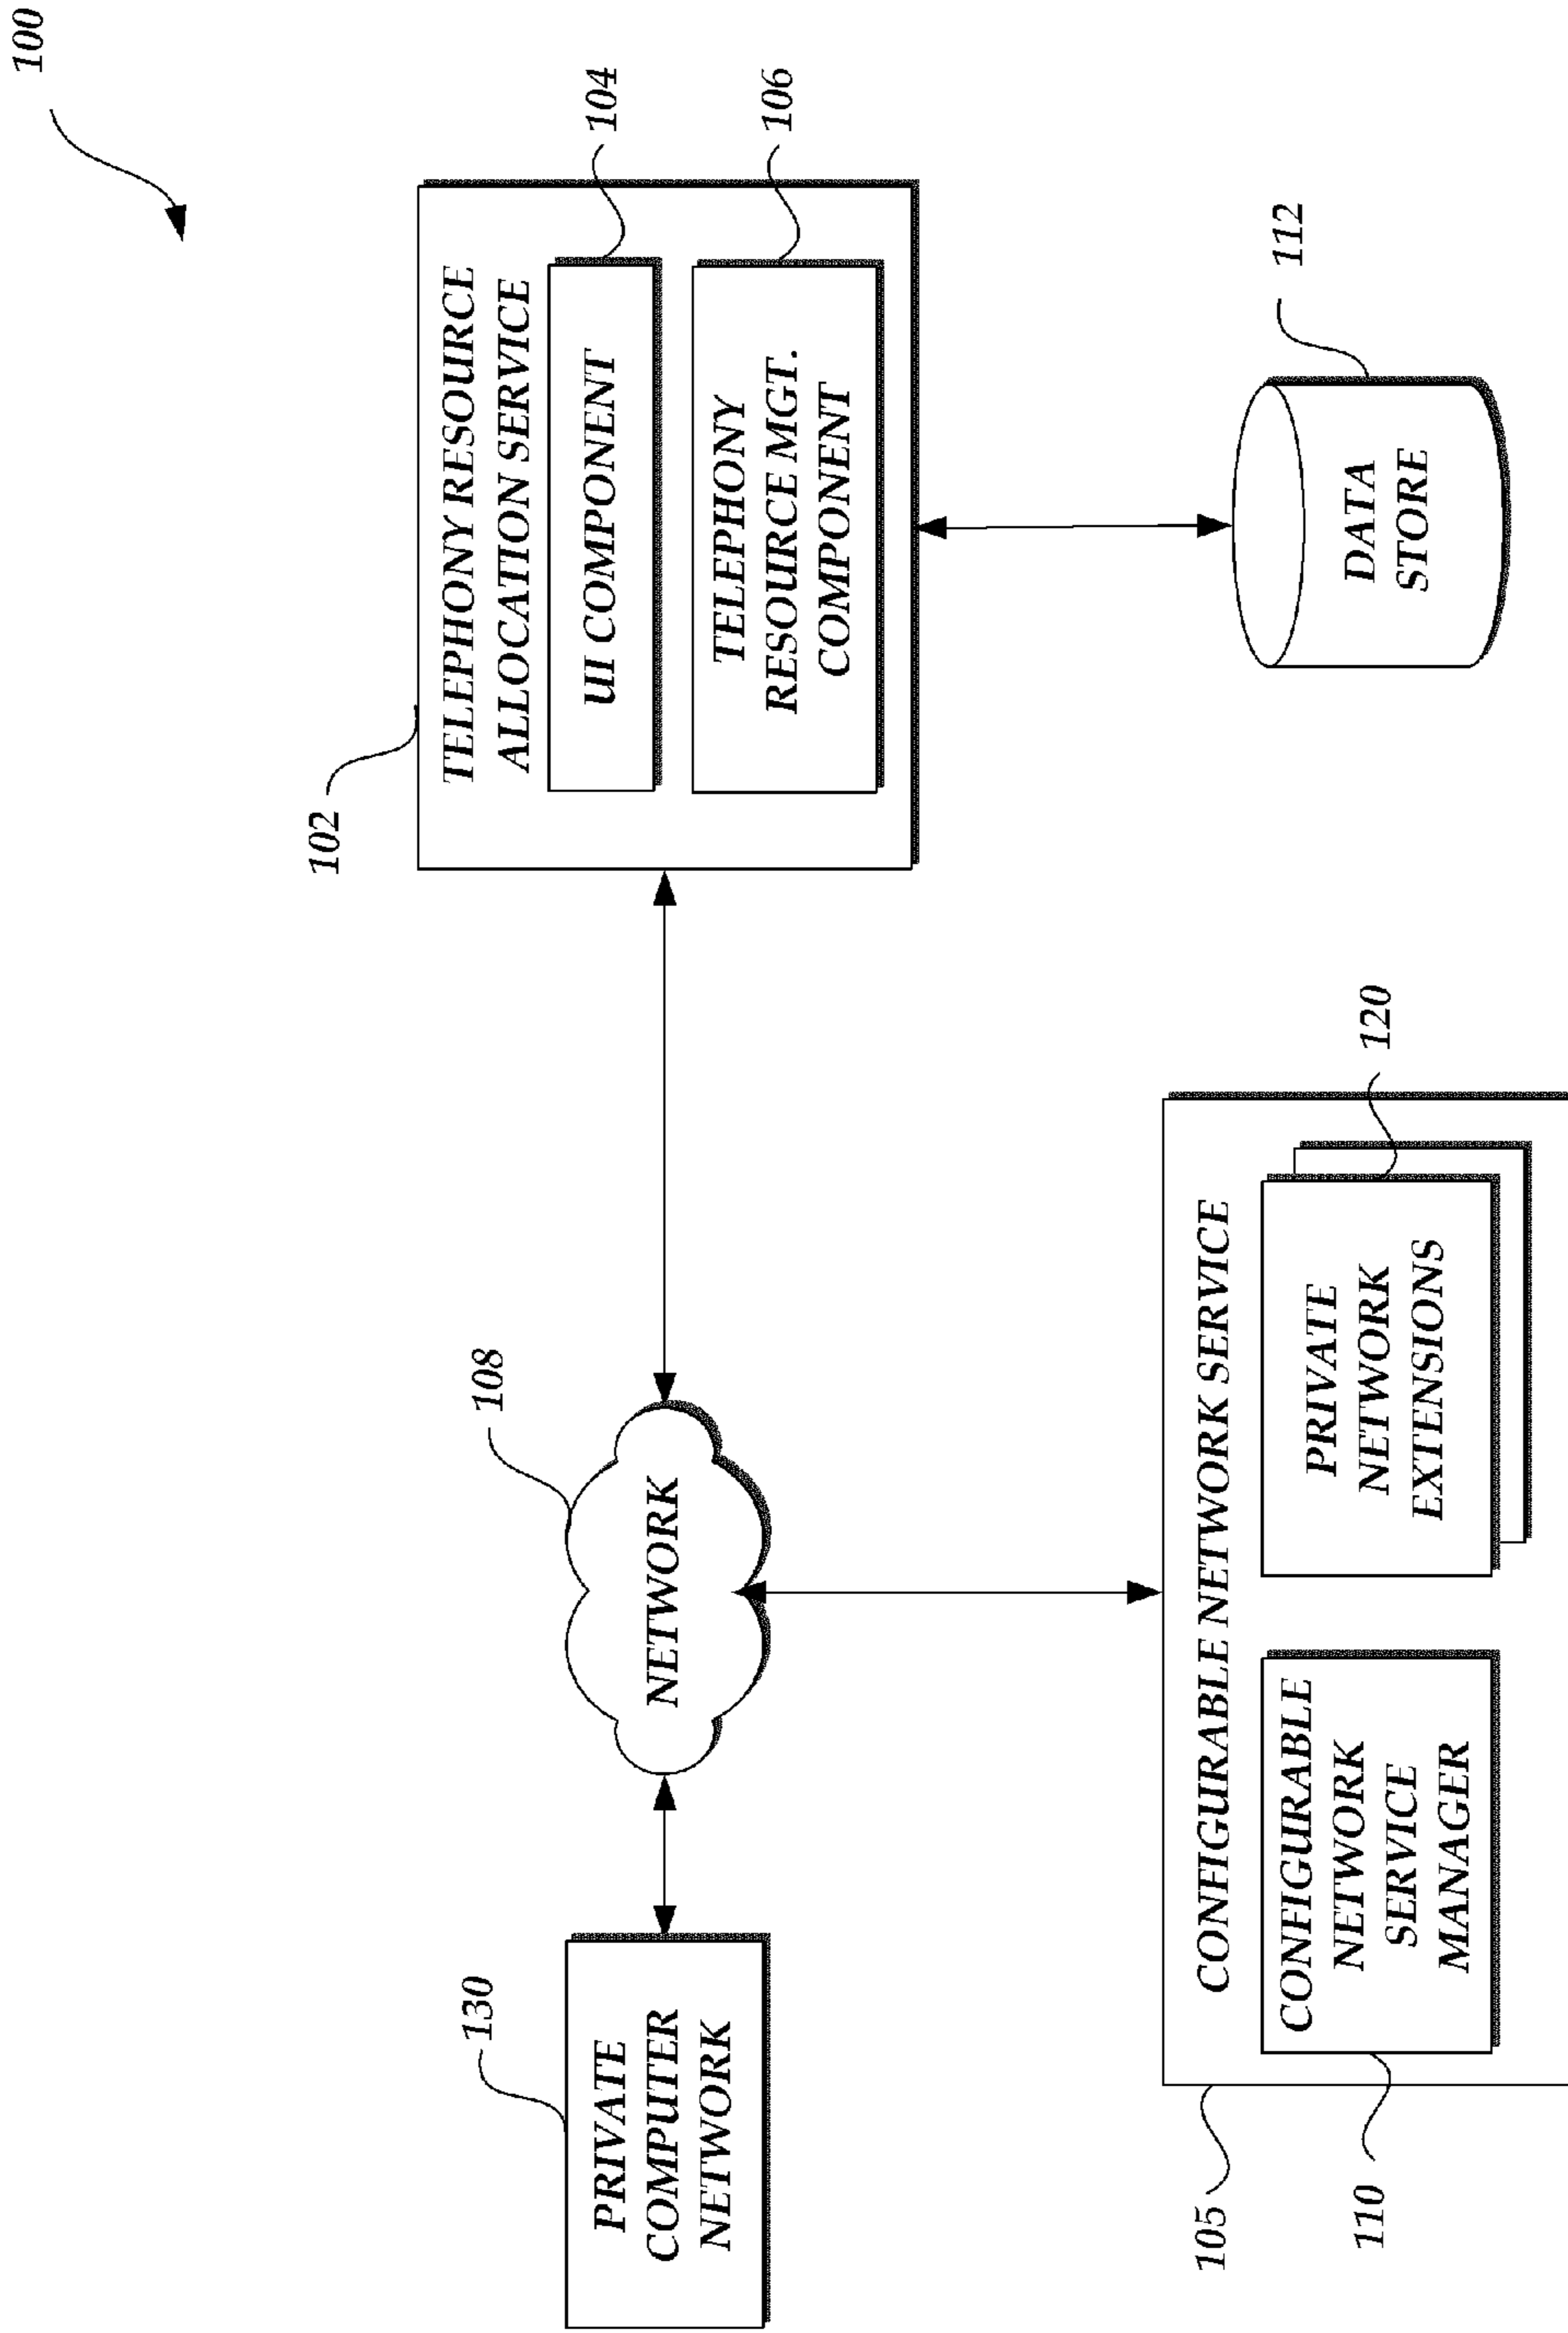 100
102
TELEPHONY RESOURCE
ALLOCATION SERVICE
UI COMPONENT
104
TELEPHONY
RESOURCE MGT.
COMPONENT
106
130
PRIVATE
COMPUTER
NETWORK
108
NETWORK
DATA
STORE
112
105
CONFIGURABLE NETWORK SERVICE
110
CONFIGURABLE
NETWORK
SERVICE
MANAGER
PRIVATE
NETWORK
EXTENSIONS
120